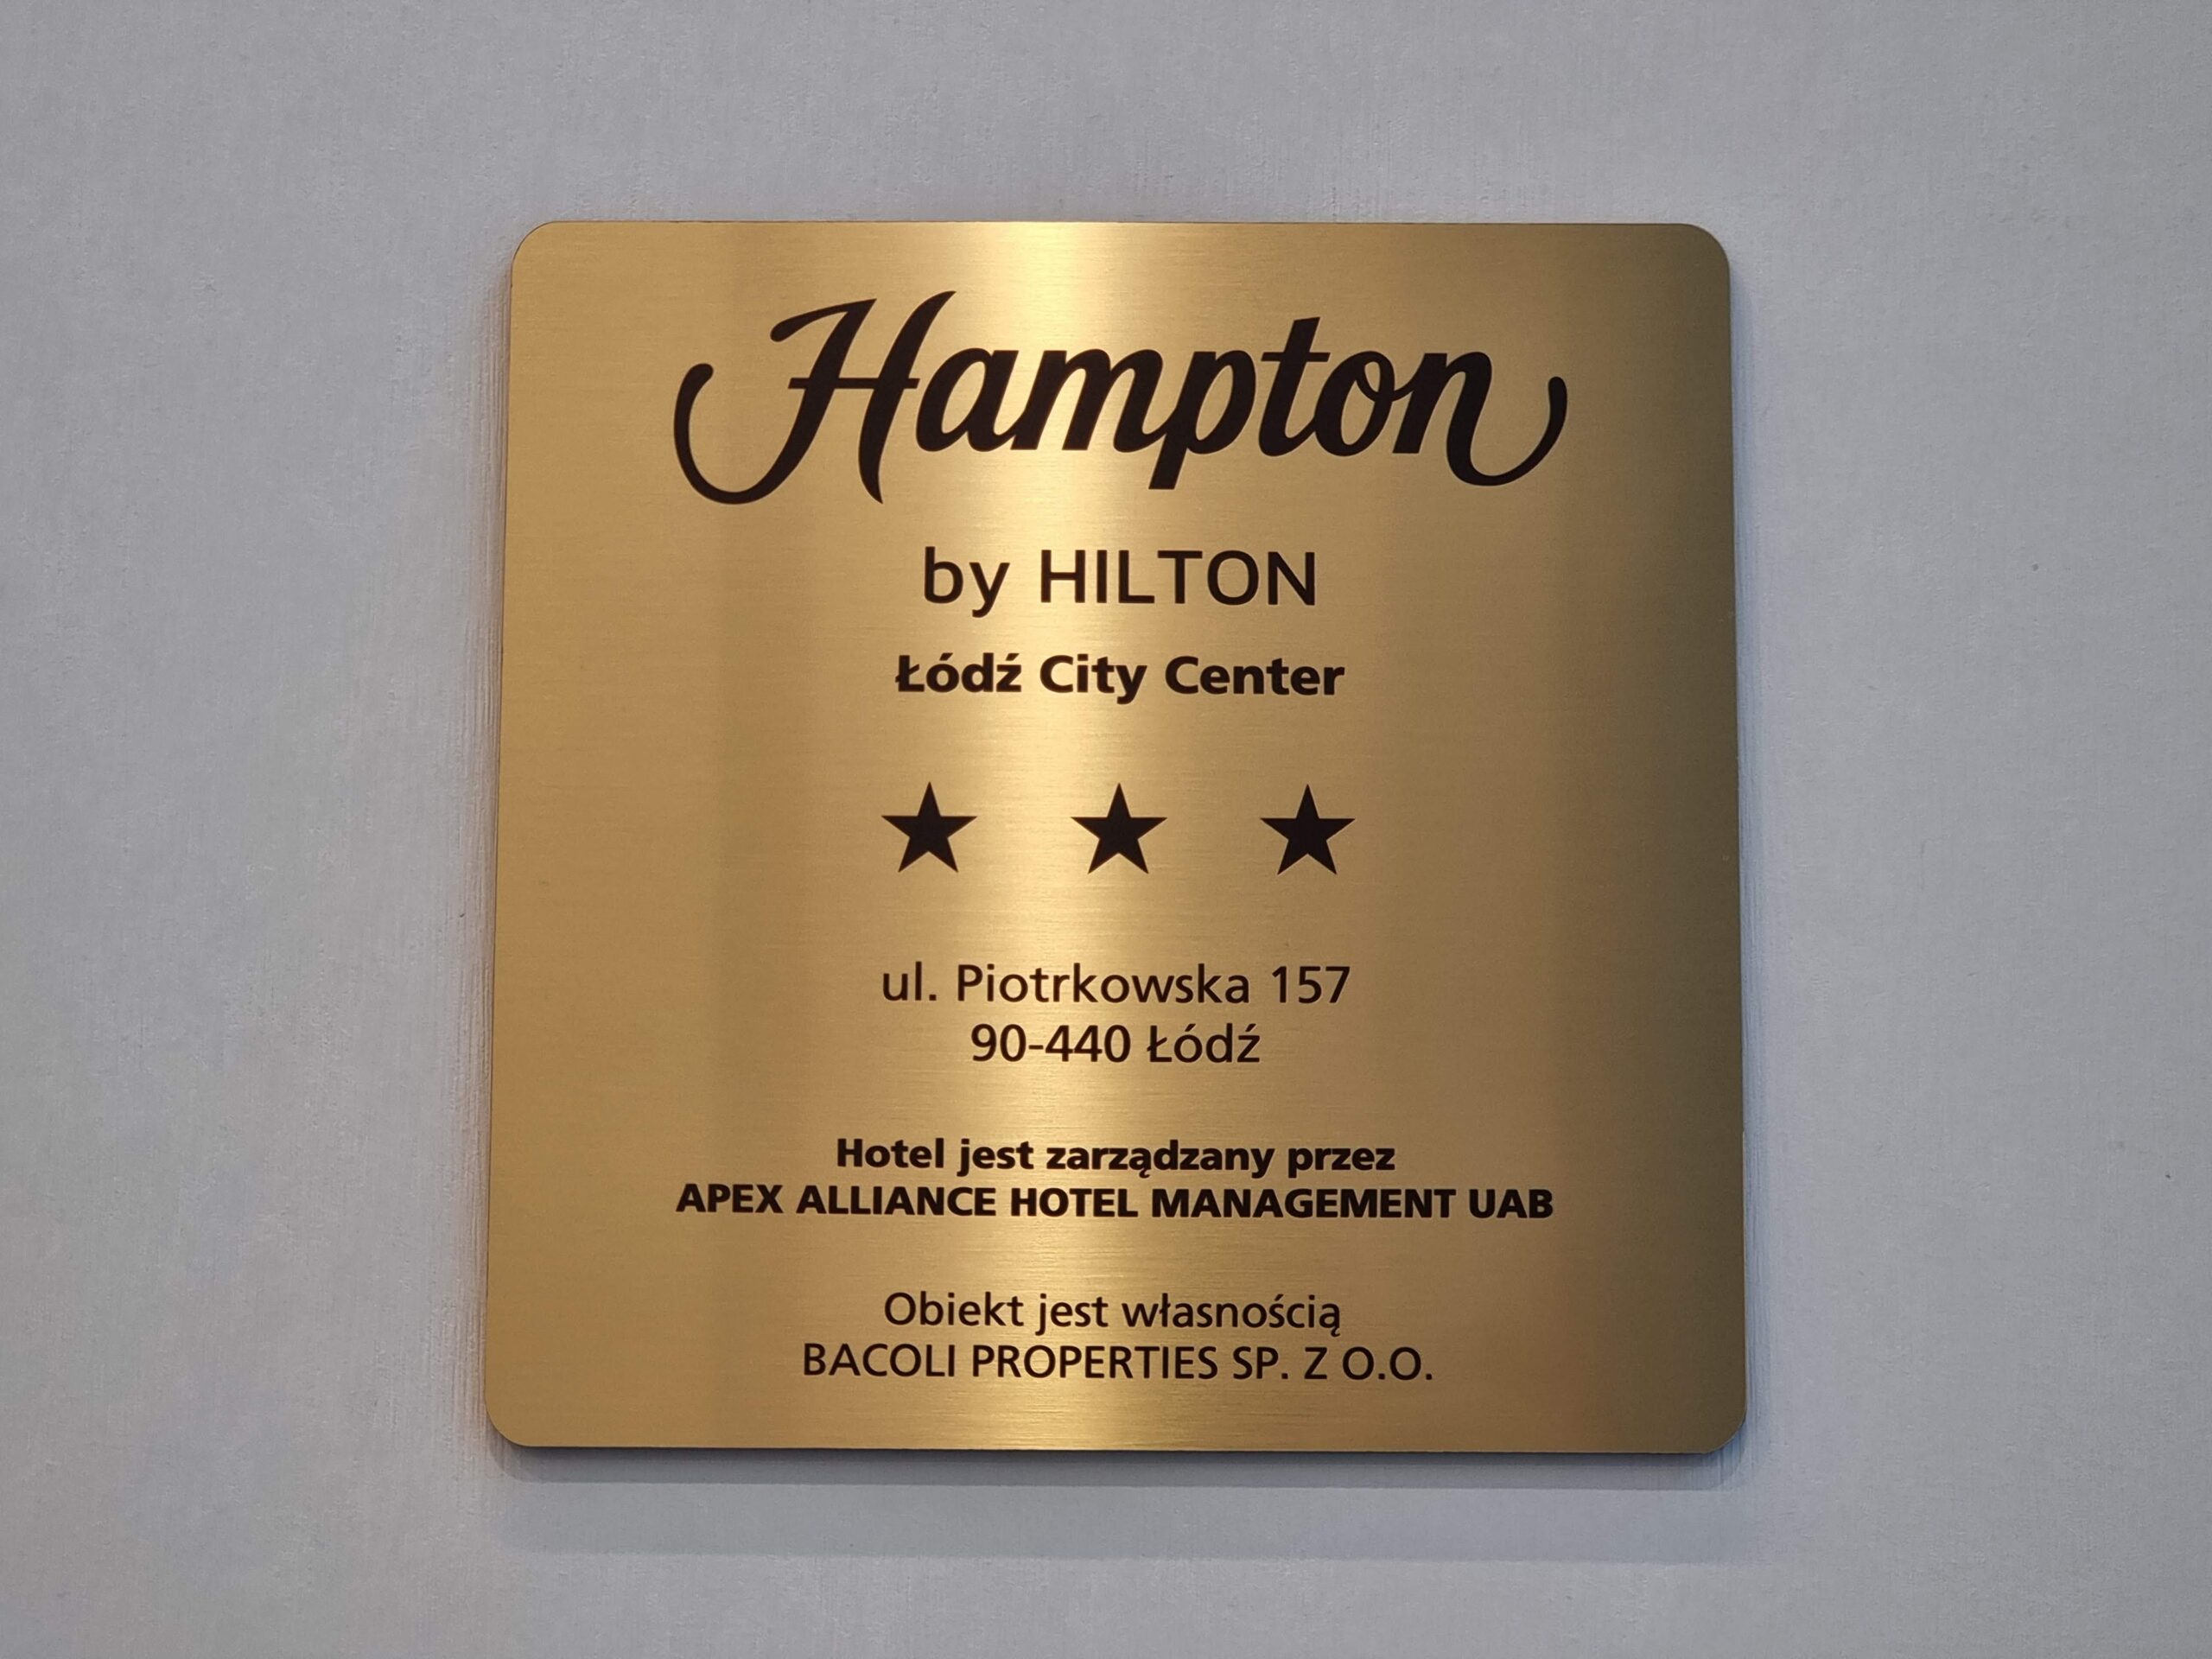 Hampton
by HILTON
Łódź City Center
★ ★ ★
ul. Piotrkowska 157
90-440 Łódź
Hotel jest zarządzany przez
APEX ALLIANCE HOTEL MANAGEMENT UAB
Obiekt jest własnością
BACOLI PROPERTIES SP. Z O.O.